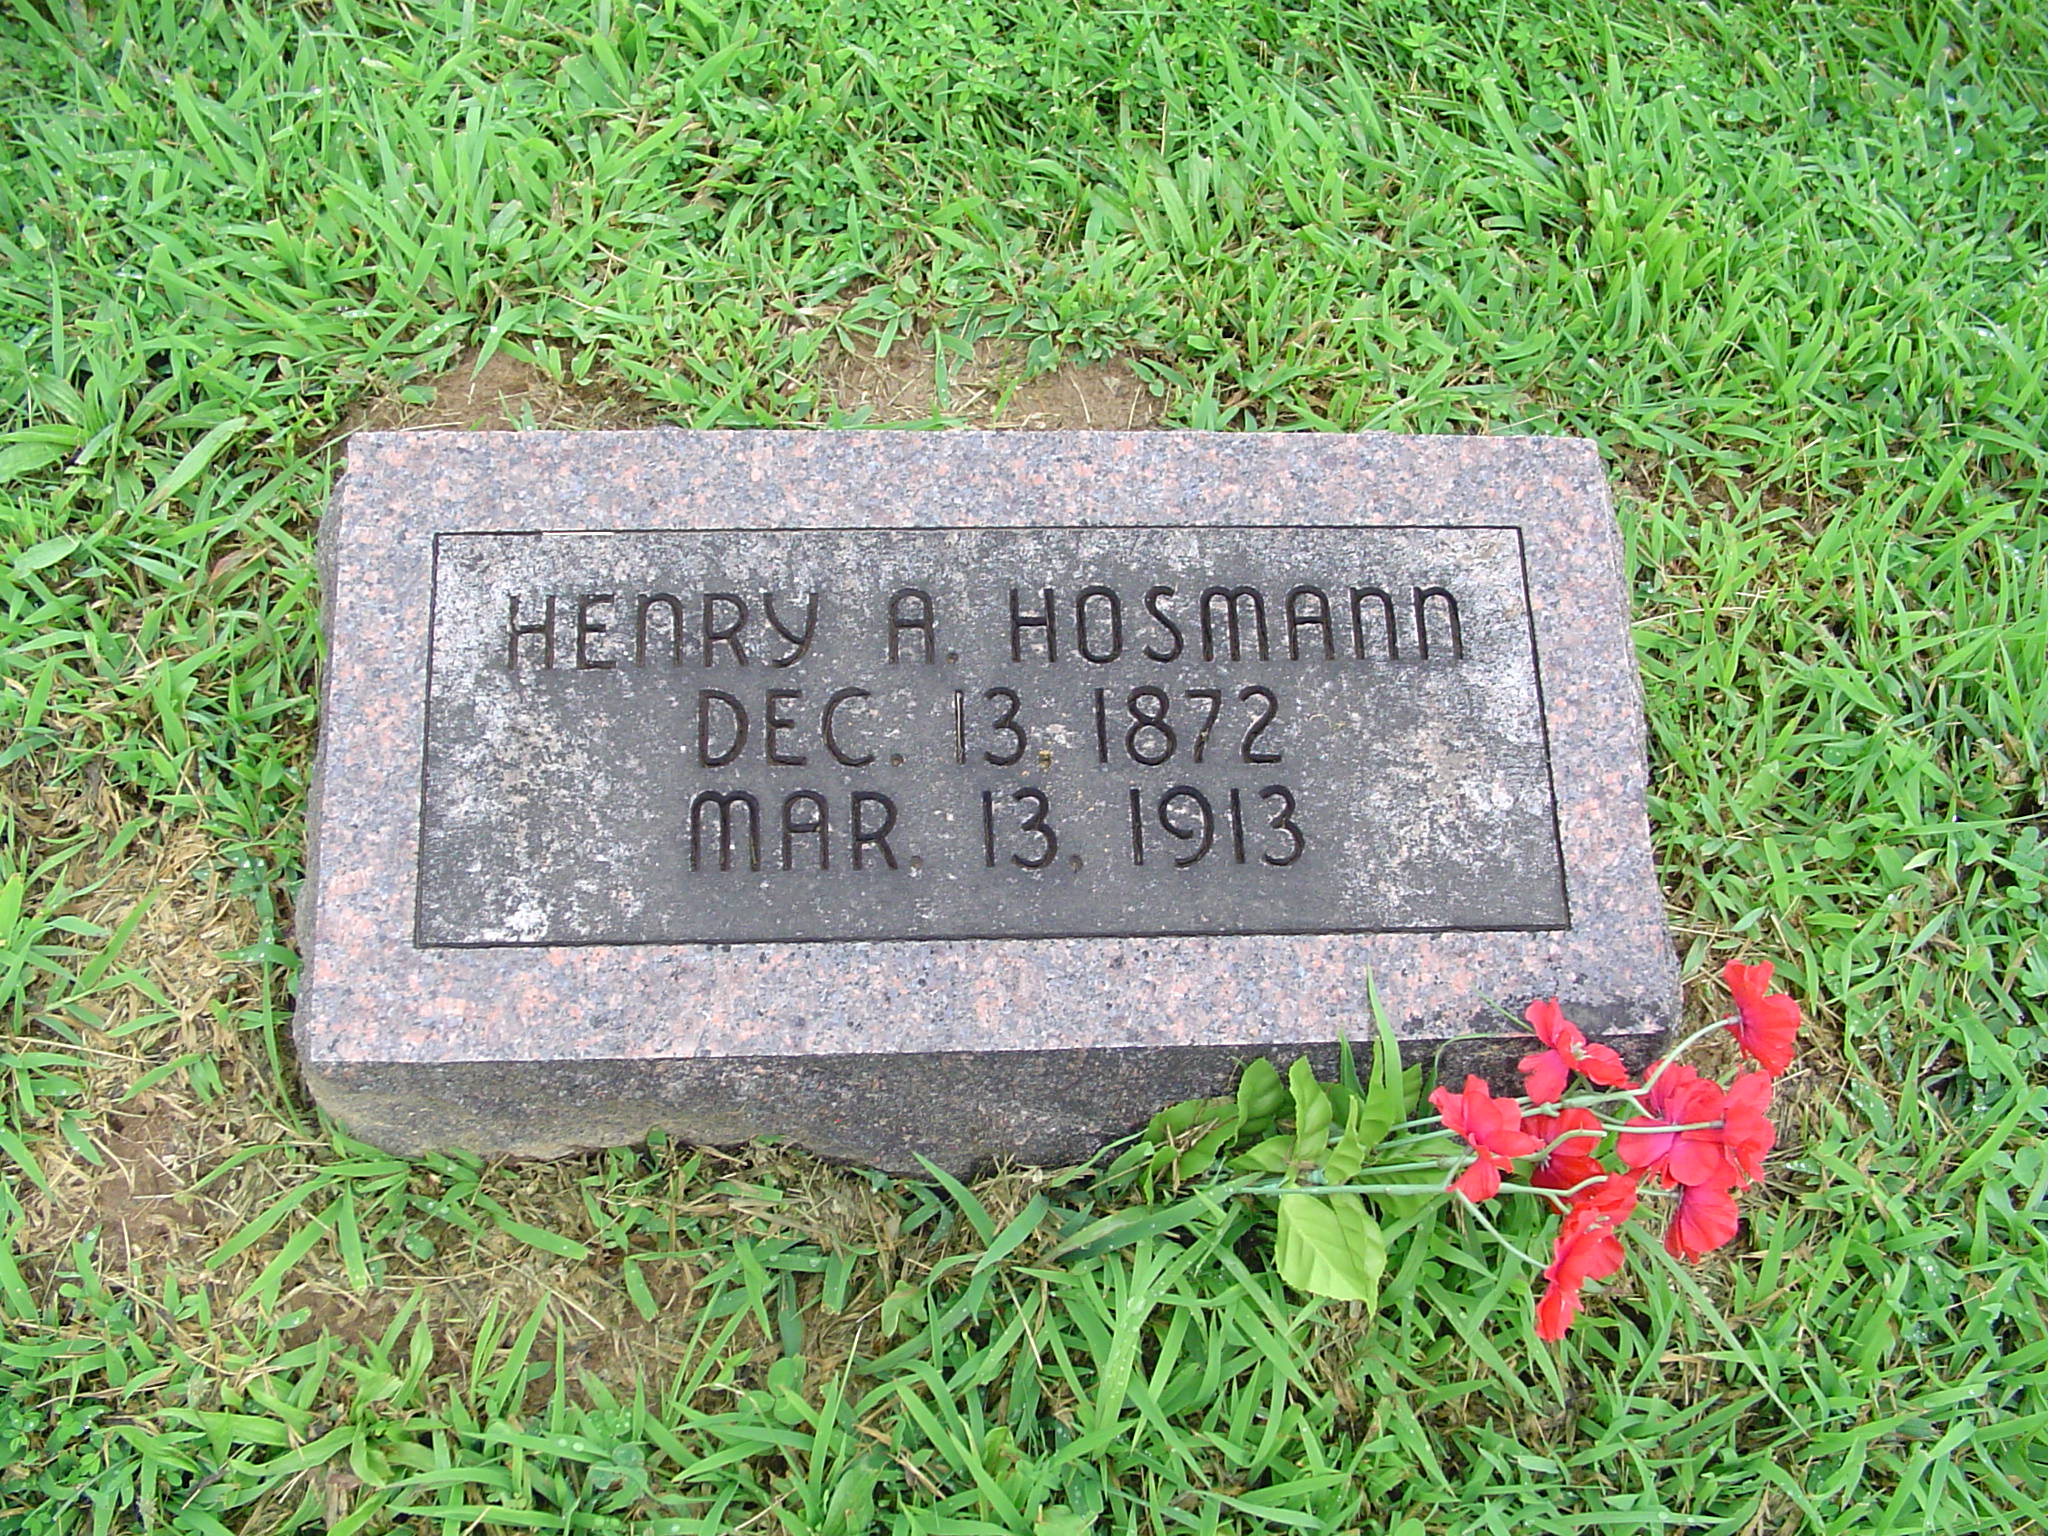 HENRY A. HOSMANN
DEC. 13, 1872
MAR. 13, 1913